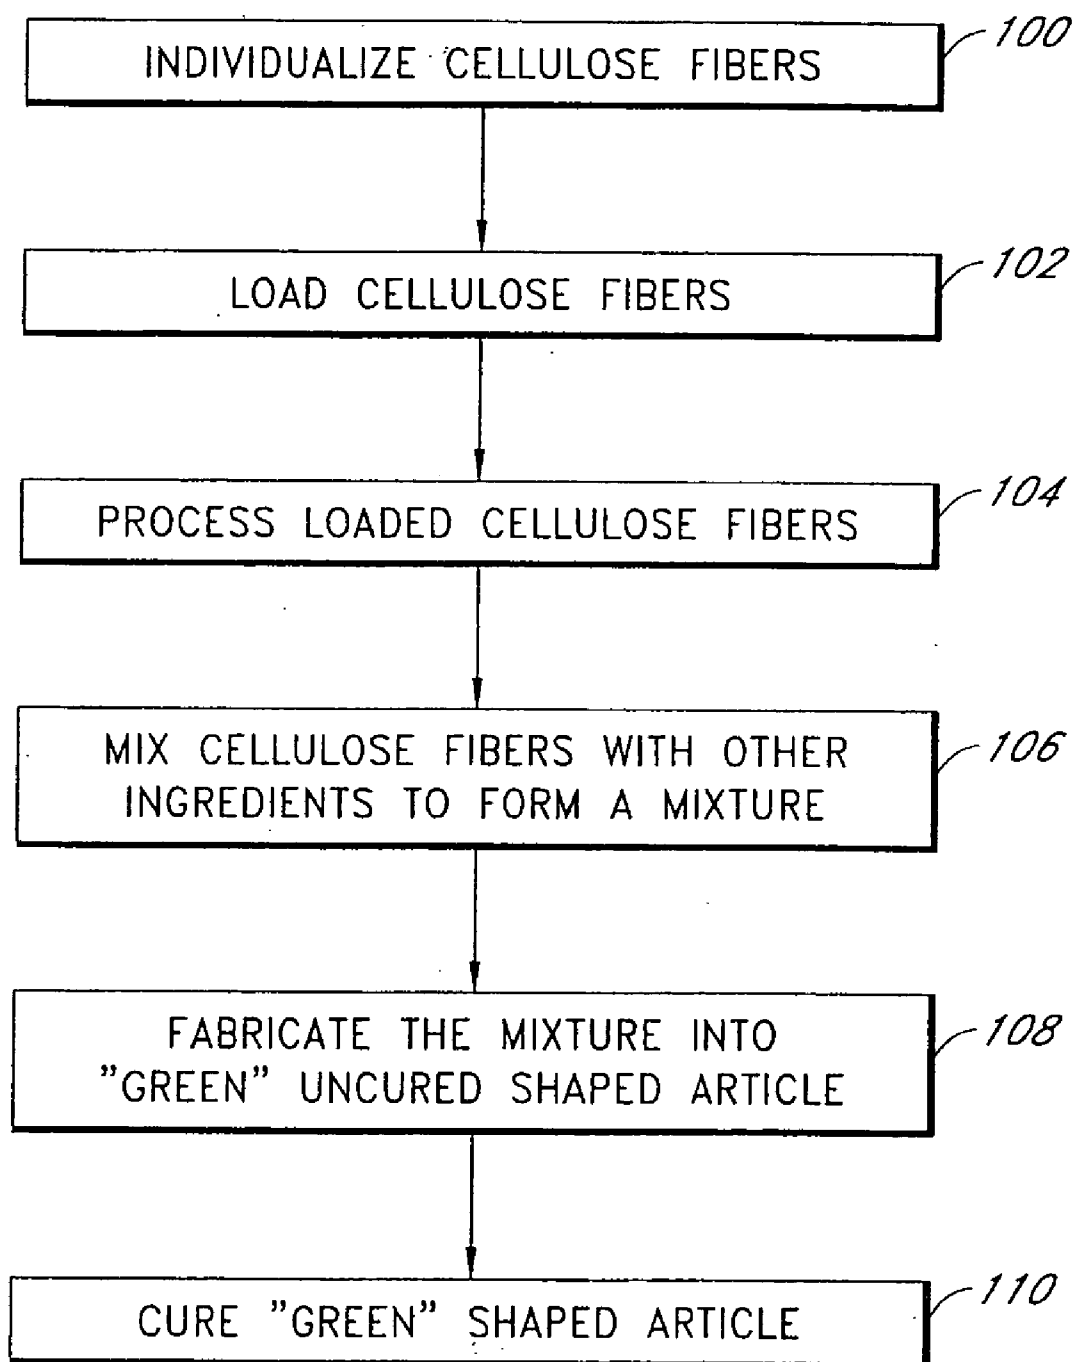 INDIVIDUALIZE CELLULOSE FIBERS
100
LOAD CELLULOSE FIBERS
102
PROCESS LOADED CELLULOSE FIBERS
104
MIX CELLULOSE FIBERS WITH OTHER
INGREDIENTS TO FORM A MIXTURE
106
FABRICATE THE MIXTURE INTO
"GREEN" UNCURED SHAPED ARTICLE
108
CURE "GREEN" SHAPED ARTICLE
110